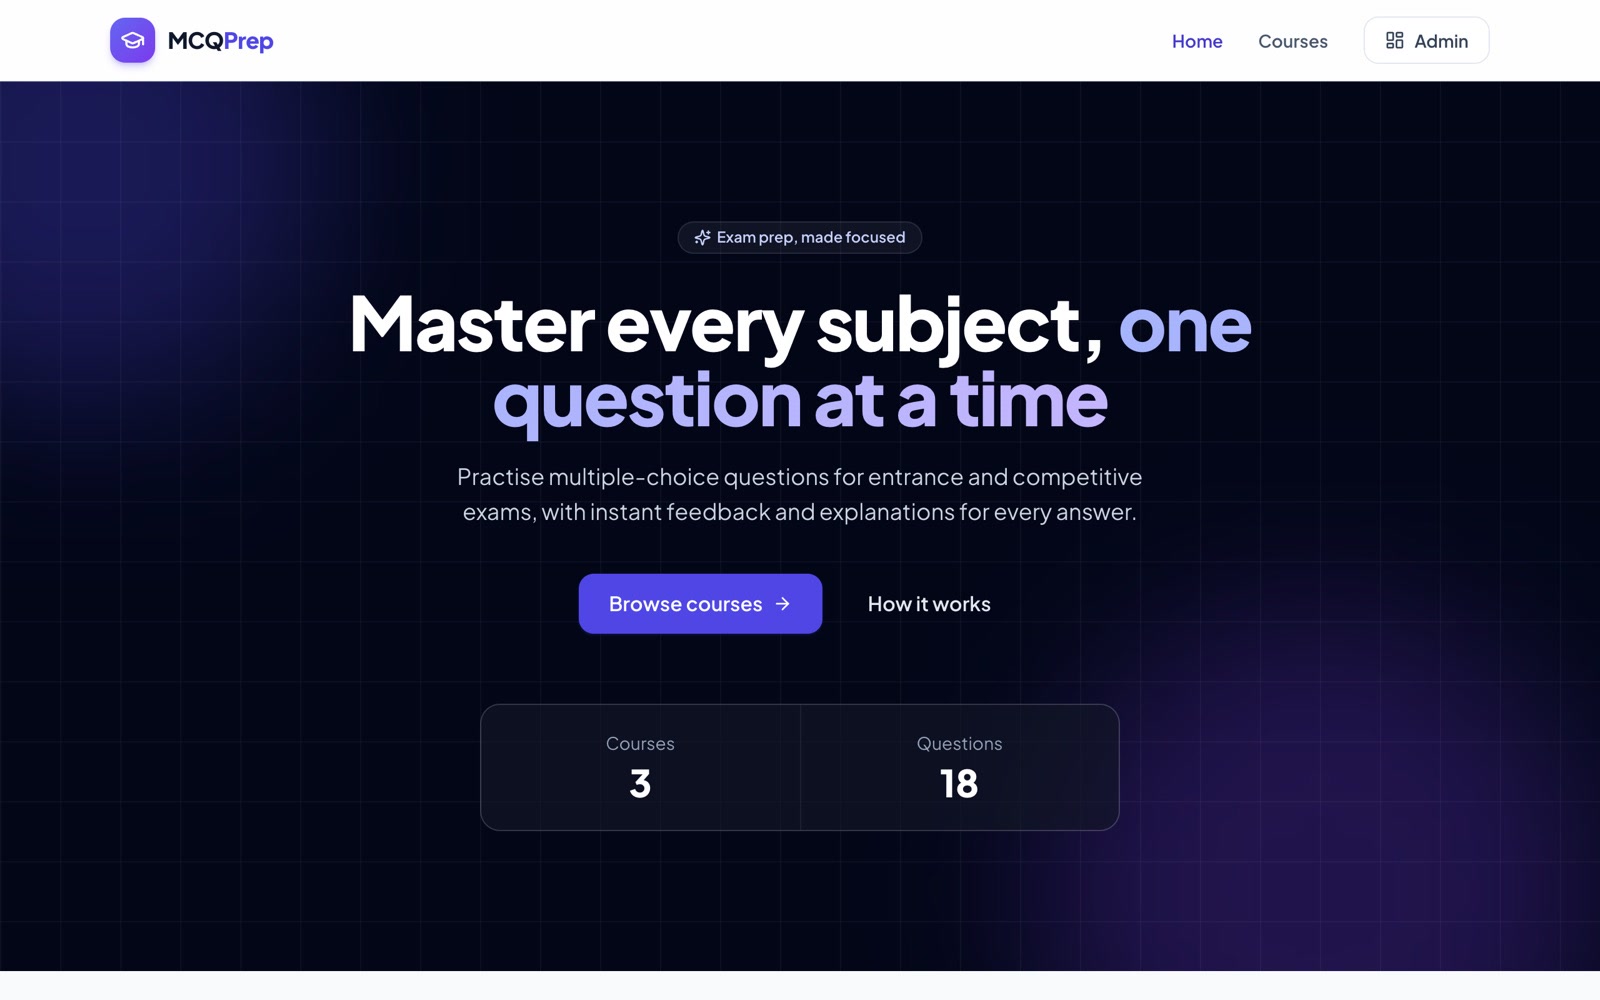 MCQPrep
Home
Courses
Admin
Exam prep, made focused
Master every subject, one
question at a time
Practise multiple-choice questions for entrance and competitive
exams, with instant feedback and explanations for every answer.
Browse courses
How it works
Courses
3
Questions
18